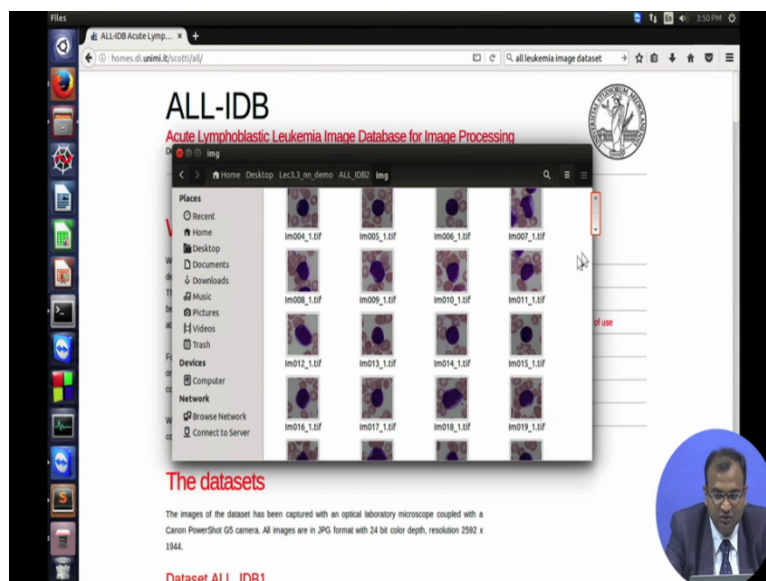 Files
En
3:50 PM
ALL-IDB Acute Lymp...
homes.di.unimi.it/scotti/all/
all leukemia image dataset
ALL-IDB
Acute Lymphoblastic Leukemia Image Database for Image Processing
img
Home Desktop Lec3.3_nn_demo ALL_IDB2 img
Places
Recent
Home
Desktop
Documents
Downloads
Music
Pictures
Videos
Trash
Devices
Computer
Network
Browse Network
Connect to Server
Im004_1.tif Im005_1.tif Im006_1.tif Im007_1.tif
Im008_1.tif Im009_1.tif Im010_1.tif Im011_1.tif
Im012_1.tif Im013_1.tif Im014_1.tif Im015_1.tif
Im016_1.tif Im017_1.tif Im018_1.tif Im019_1.tif
of use
The datasets
The images of the dataset has been captured with an optical laboratory microscope coupled with a
Canon PowerShot G5 camera. All images are in JPG format with 24 bit color depth, resolution 2592 x
1944.
Dataset ALL_IDB1